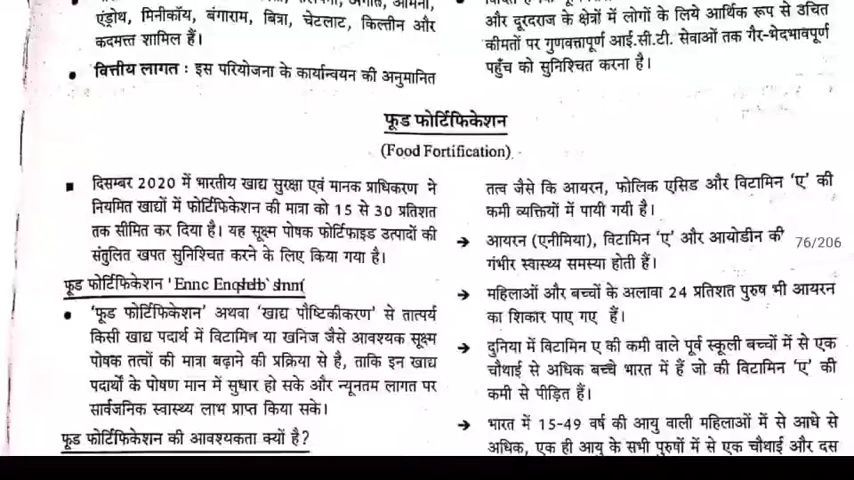 एंड्रोथ, मिनीकॉय, बंगाराम, बित्रा, चेटलाट, किल्तीन और
कदमत्त शामिल हैं।
• वित्तीय लागत : इस परियोजना के कार्यान्वयन की अनुमानित
और दूरदराज के क्षेत्रों में लोगों के लिये आर्थिक रूप से उचित
कीमतों पर गुणवत्तापूर्ण आई.सी.टी. सेवाओं तक गैर-भेदभावपूर्ण
पहुँच को सुनिश्चित करना है।
फूड फोर्टिफिकेशन
(Food Fortification)
▪ दिसम्बर 2020 में भारतीय खाद्य सुरक्षा एवं मानक प्राधिकरण ने
नियमित खाद्यों में फोर्टिफिकेशन की मात्रा को 15 से 30 प्रतिशत
तक सीमित कर दिया है। यह सूक्ष्म पोषक फोर्टिफाइड उत्पादों की
संतुलित खपत सुनिश्चित करने के लिए किया गया है।
फूड फोर्टिफिकेशन
• 'फूड फोर्टिफिकेशन' अथवा 'खाद्य पौष्टिकीकरण' से तात्पर्य
किसी खाद्य पदार्थ में विटामिन या खनिज जैसे आवश्यक सूक्ष्म
पोषक तत्वों की मात्रा बढ़ाने की प्रक्रिया से है, ताकि इन खाद्य
पदार्थों के पोषण मान में सुधार हो सके और न्यूनतम लागत पर
सार्वजनिक स्वास्थ्य लाभ प्राप्त किया सके।
फूड फोर्टिफिकेशन की आवश्यकता क्यों है?
तत्व जैसे कि आयरन, फोलिक एसिड और विटामिन 'ए' की
कमी व्यक्तियों में पायी गयी है।
→ आयरन (एनीमिया), विटामिन 'ए' और आयोडीन की
गंभीर स्वास्थ्य समस्या होती हैं।
76/206
→ महिलाओं और बच्चों के अलावा 24 प्रतिशत पुरुष भी आयरन
का शिकार पाए गए हैं।
→ दुनिया में विटामिन ए की कमी वाले पूर्व स्कूली बच्चों में से एक
चौथाई से अधिक बच्चे भारत में हैं जो की विटामिन 'ए' की
कमी से पीड़ित हैं।
→ भारत में 15-49 वर्ष की आयु वाली महिलाओं में से आधे से
अधिक, एक ही आयु के सभी पुरुषों में से एक चौथाई और दस